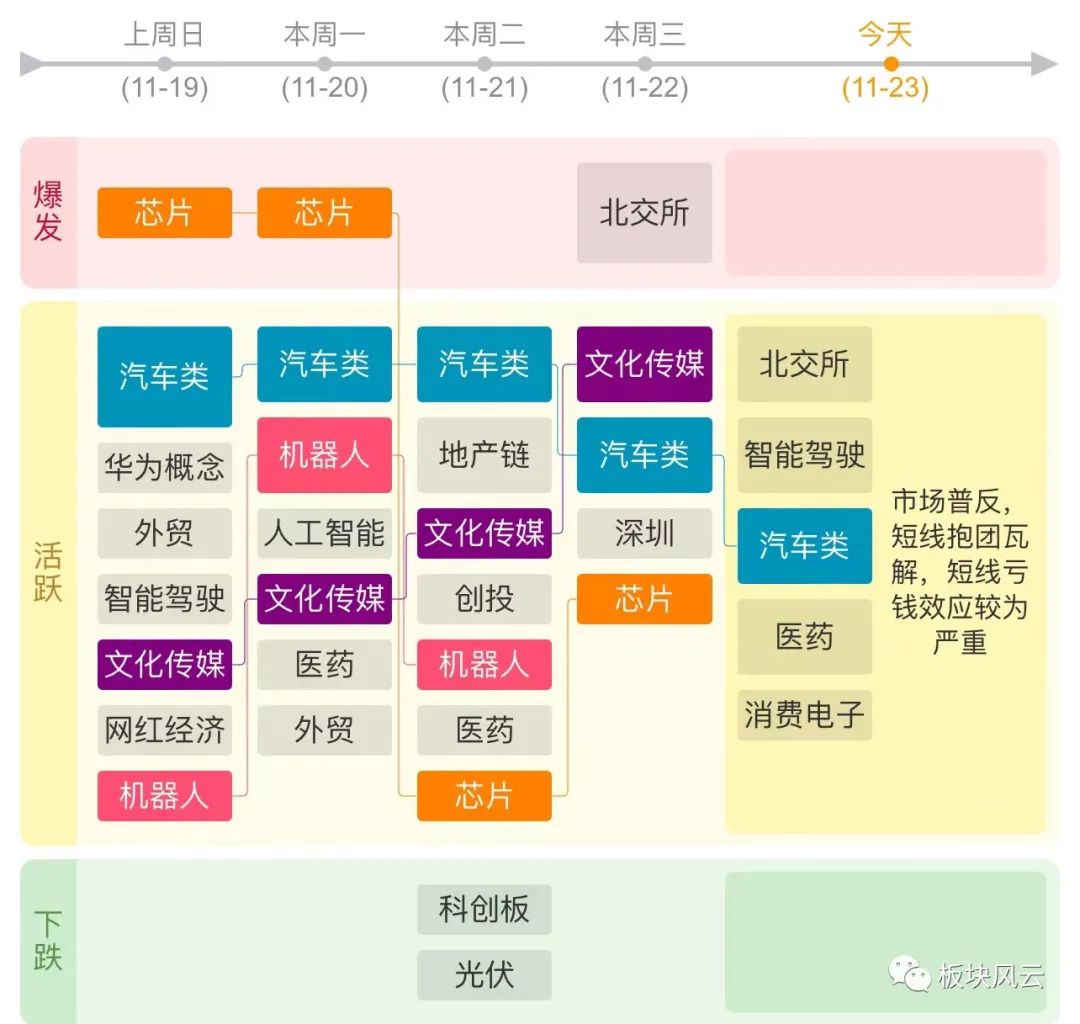 上周日
本周一
本周二
本周三
今天
(11-19)
(11-20)
(11-21)
(11-22)
(11-23)
爆
发
芯片
芯片
北交所
活
跃
汽车类
华为概念
外贸
智能驾驶
文化传媒
网红经济
机器人
汽车类
机器人
人工智能
文化传媒
医药
外贸
汽车类
地产链
文化传媒
创投
机器人
医药
芯片
文化传媒
汽车类
深圳
芯片
北交所
智能驾驶
汽车类
医药
消费电子
市场普反，
短线抱团瓦
解，短线亏
钱效应较为
严重
下
跌
科创板
光伏
板块风云